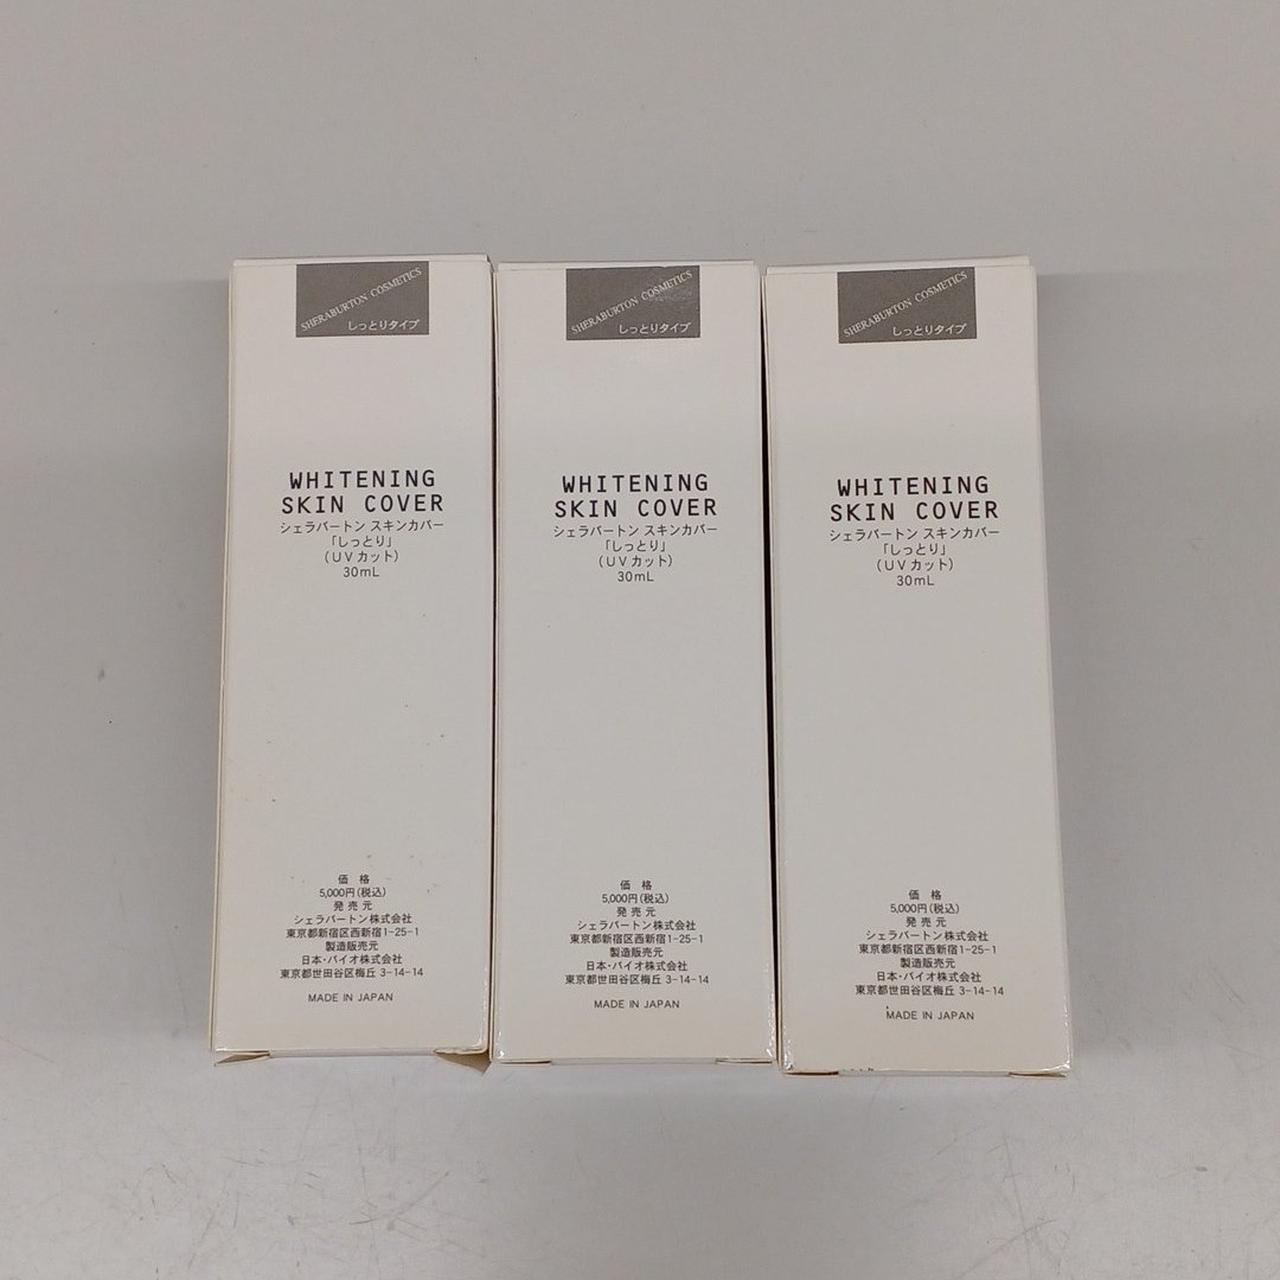 SHERABURTON COSMETICS
しっとりタイプ
WHITENING
SKIN COVER
シェラバートン スキンカバー
「しっとり」
(UVカット)
30mL
価 格
5,000円(税込)
発 売 元
シェラバートン株式会社
東京都新宿区西新宿1-25-1
製造販売元
日本・バイオ株式会社
東京都世田谷区梅丘 3-14-14
MADE IN JAPAN
SHERABURTON COSMETICS
しっとりタイプ
WHITENING
SKIN COVER
シェラバートン スキンカバー
「しっとり」
(UVカット)
30mL
価 格
5,000円(税込)
発 売 元
シェラバートン株式会社
東京都新宿区西新宿1-25-1
製造販売元
日本・バイオ株式会社
東京都世田谷区梅丘 3-14-14
MADE IN JAPAN
SHERABURTON COSMETICS
しっとりタイプ
WHITENING
SKIN COVER
シェラバートン スキンカバー
「しっとり」
(UVカット)
30mL
価 格
5,000円(税込)
発 売 元
シェラバートン株式会社
東京都新宿区西新宿1-25-1
製造販売元
日本・バイオ株式会社
東京都世田谷区梅丘 3-14-14
MADE IN JAPAN